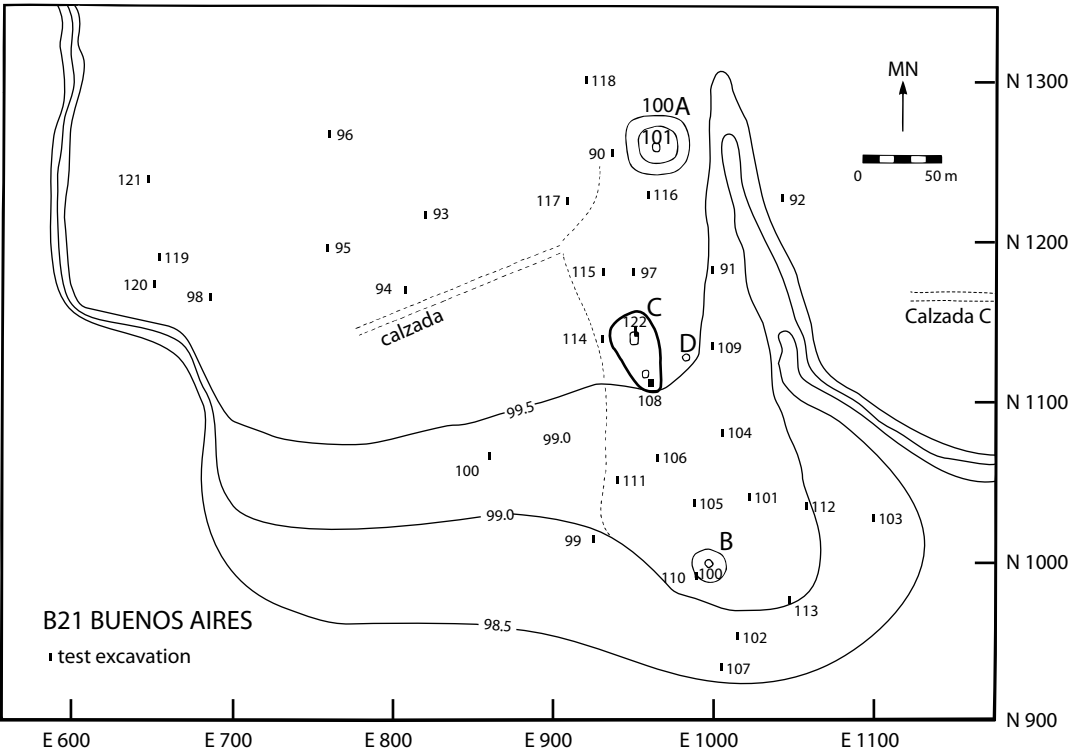 118
MN
N 1300
100 A
96
101
90
0 50 m
121
117
116
92
93
119
95
N 1200
120
98
94
115
97
91
calzada
C
122
Calzada C
114
D
109
108
N 1100
99.5
99.0
104
100
106
111
105
101
112
103
99.0
99
B
110
100
N 1000
113
B21 BUENOS AIRES
98.5
102
test excavation
107
N 900
E 600 E 700 E 800 E 900 E 1000 E 1100